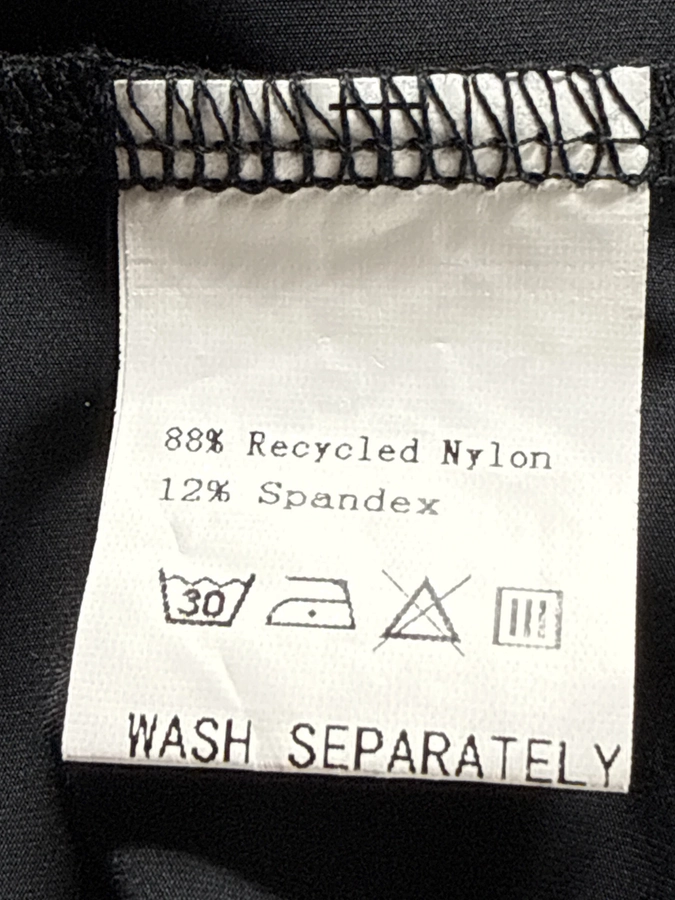 88% Recycled Nylon
12% Spandex
30
WASH SEPARATELY